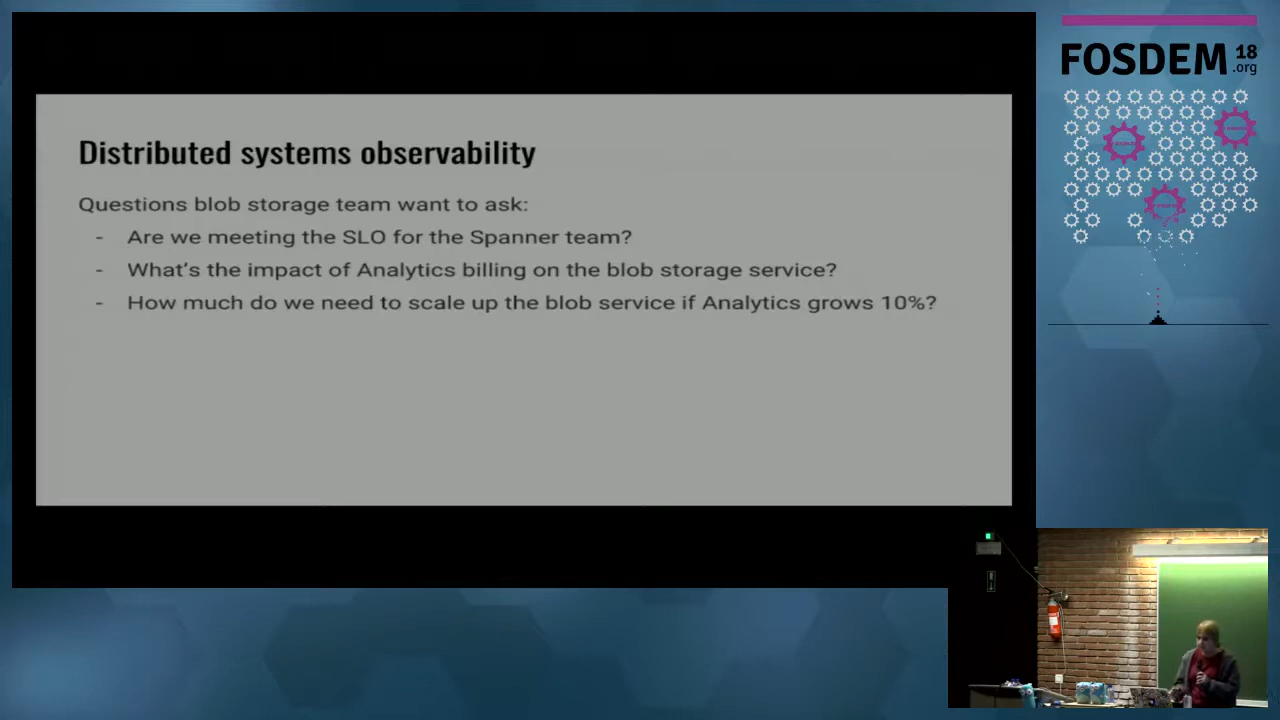 Distributed systems observability
Questions blob storage team want to ask:
- Are we meeting the SLO for the Spanner team?
- What's the impact of Analytics billing on the blob storage service?
- How much do we need to scale up the blob service if Analytics grows 10%?
FOSDEM 18
.org